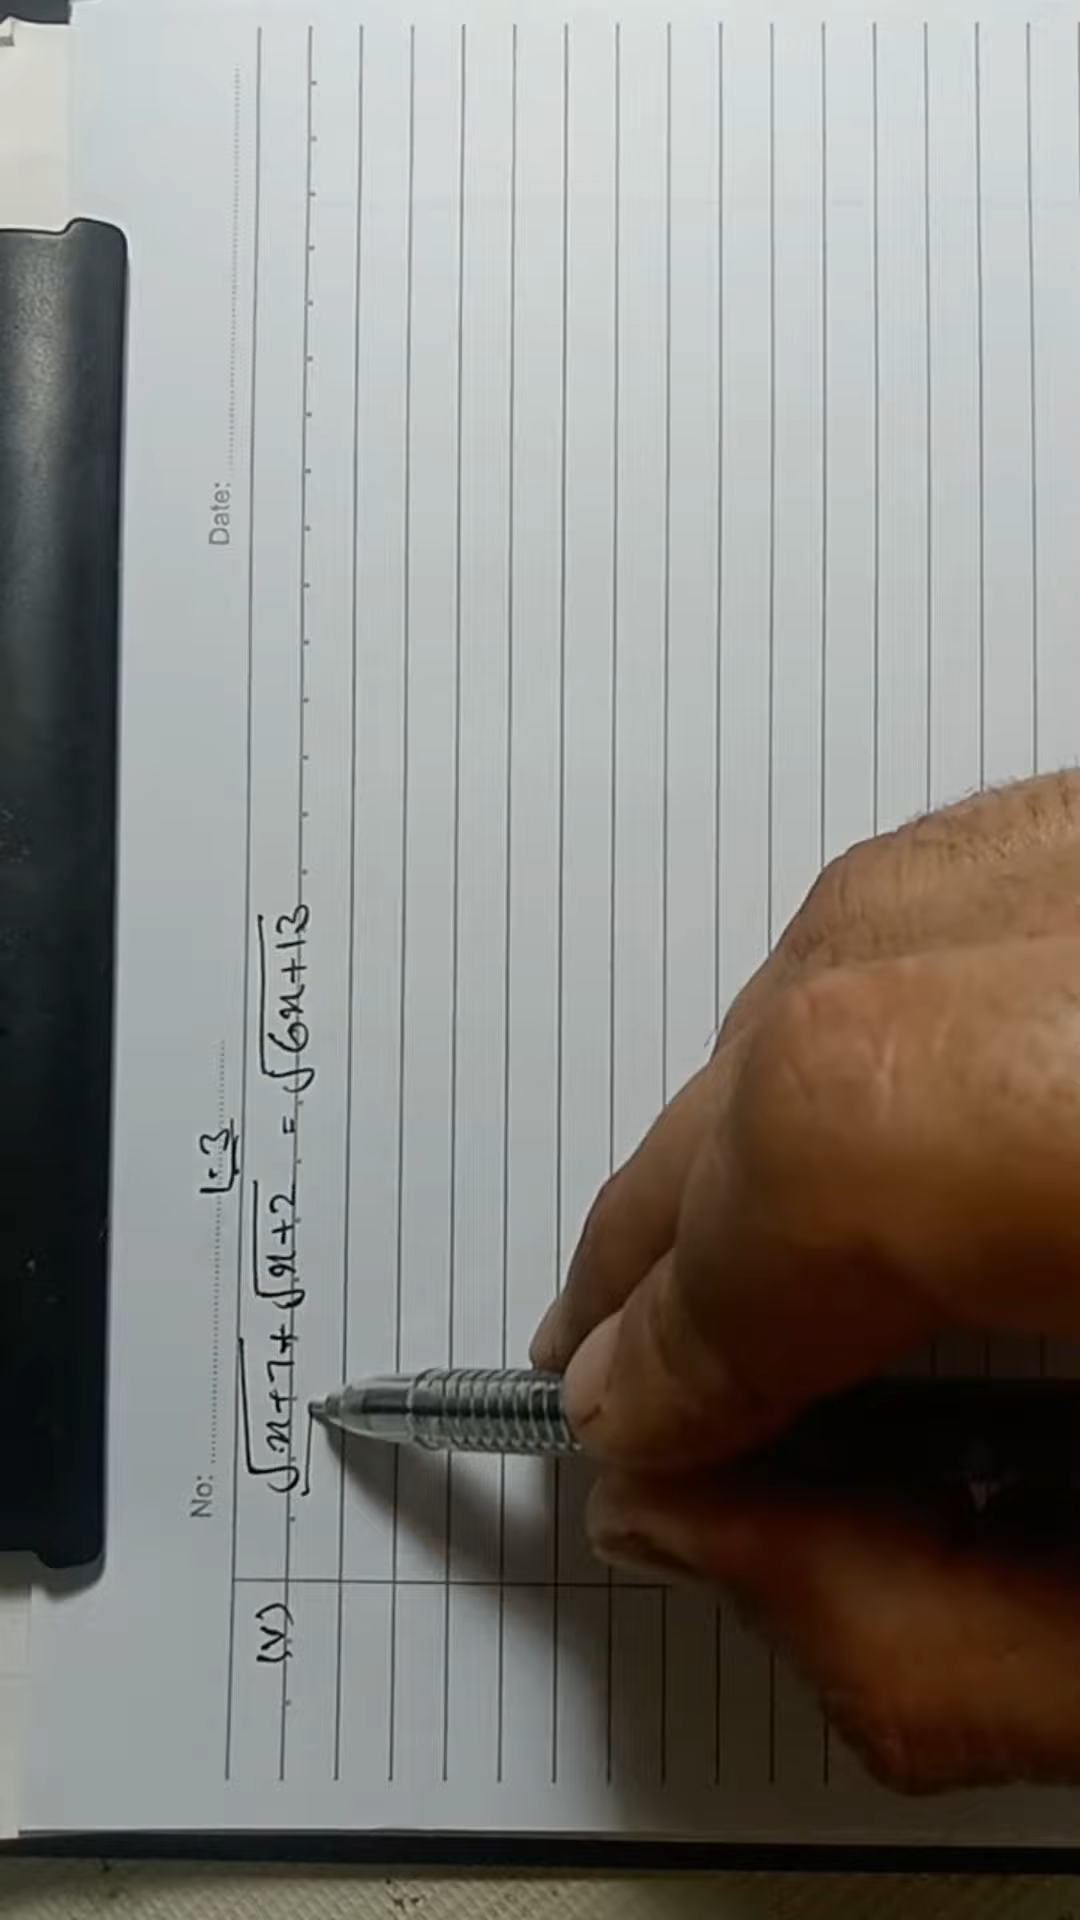 No: 1.3 Date:
(v) √x+7 + √x+2 = √6x+13